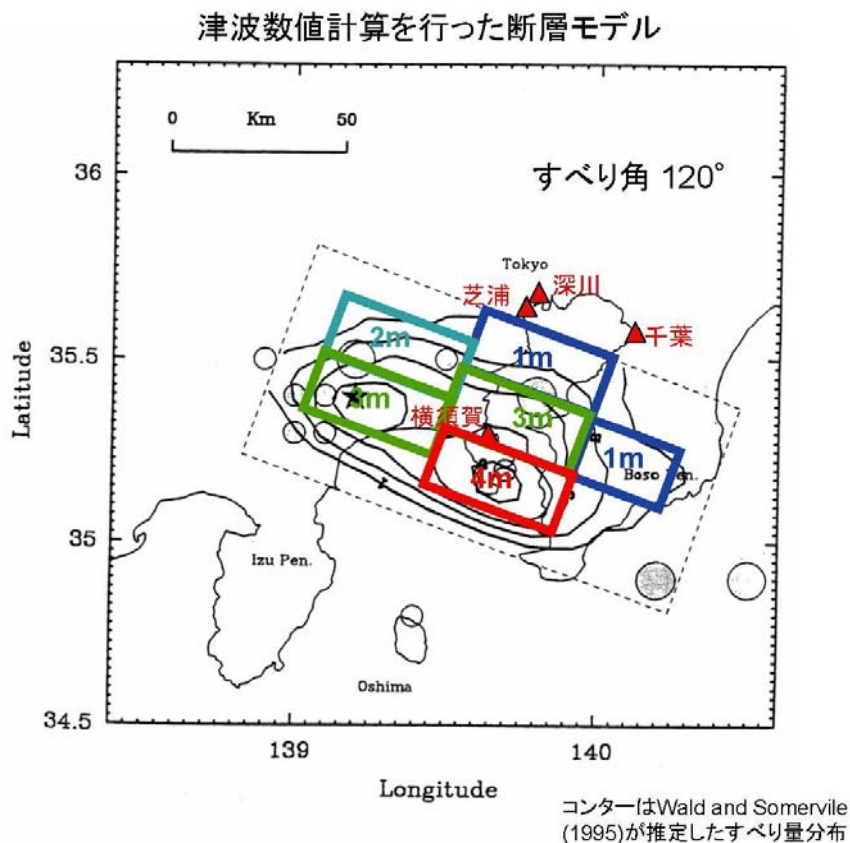 津波数値計算を行った断層モデル
0 Km 50
36
すべり角 120°
Tokyo
深川
芝浦
千葉
2m
1m
35.5
Latitude
3m
横須賀
3m
1m
4m
Boso Pen.
35
Izu Pen.
Oshima
34.5
139
140
Longitude
コンターはWald and Somervile
(1995)が推定したすべり量分布